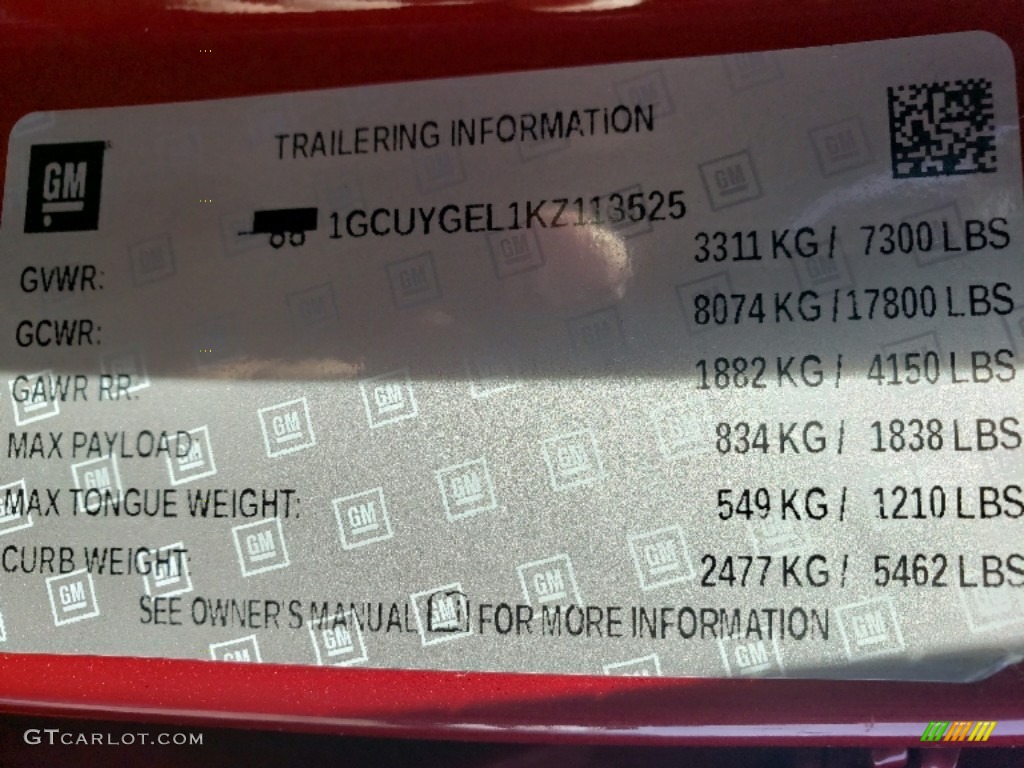 TRAILERING INFORMATION
GM
1GCUYGEL1KZ113525
GVWR: 3311 KG / 7300 LBS
GCWR: 8074 KG / 17800 LBS
GAWR RR: 1882 KG / 4150 LBS
MAX PAYLOAD: 834 KG / 1838 LBS
MAX TONGUE WEIGHT: 549 KG / 1210 LBS
CURB WEIGHT: 2477 KG / 5462 LBS
SEE OWNER'S MANUAL FOR MORE INFORMATION
GTCARLOT.COM